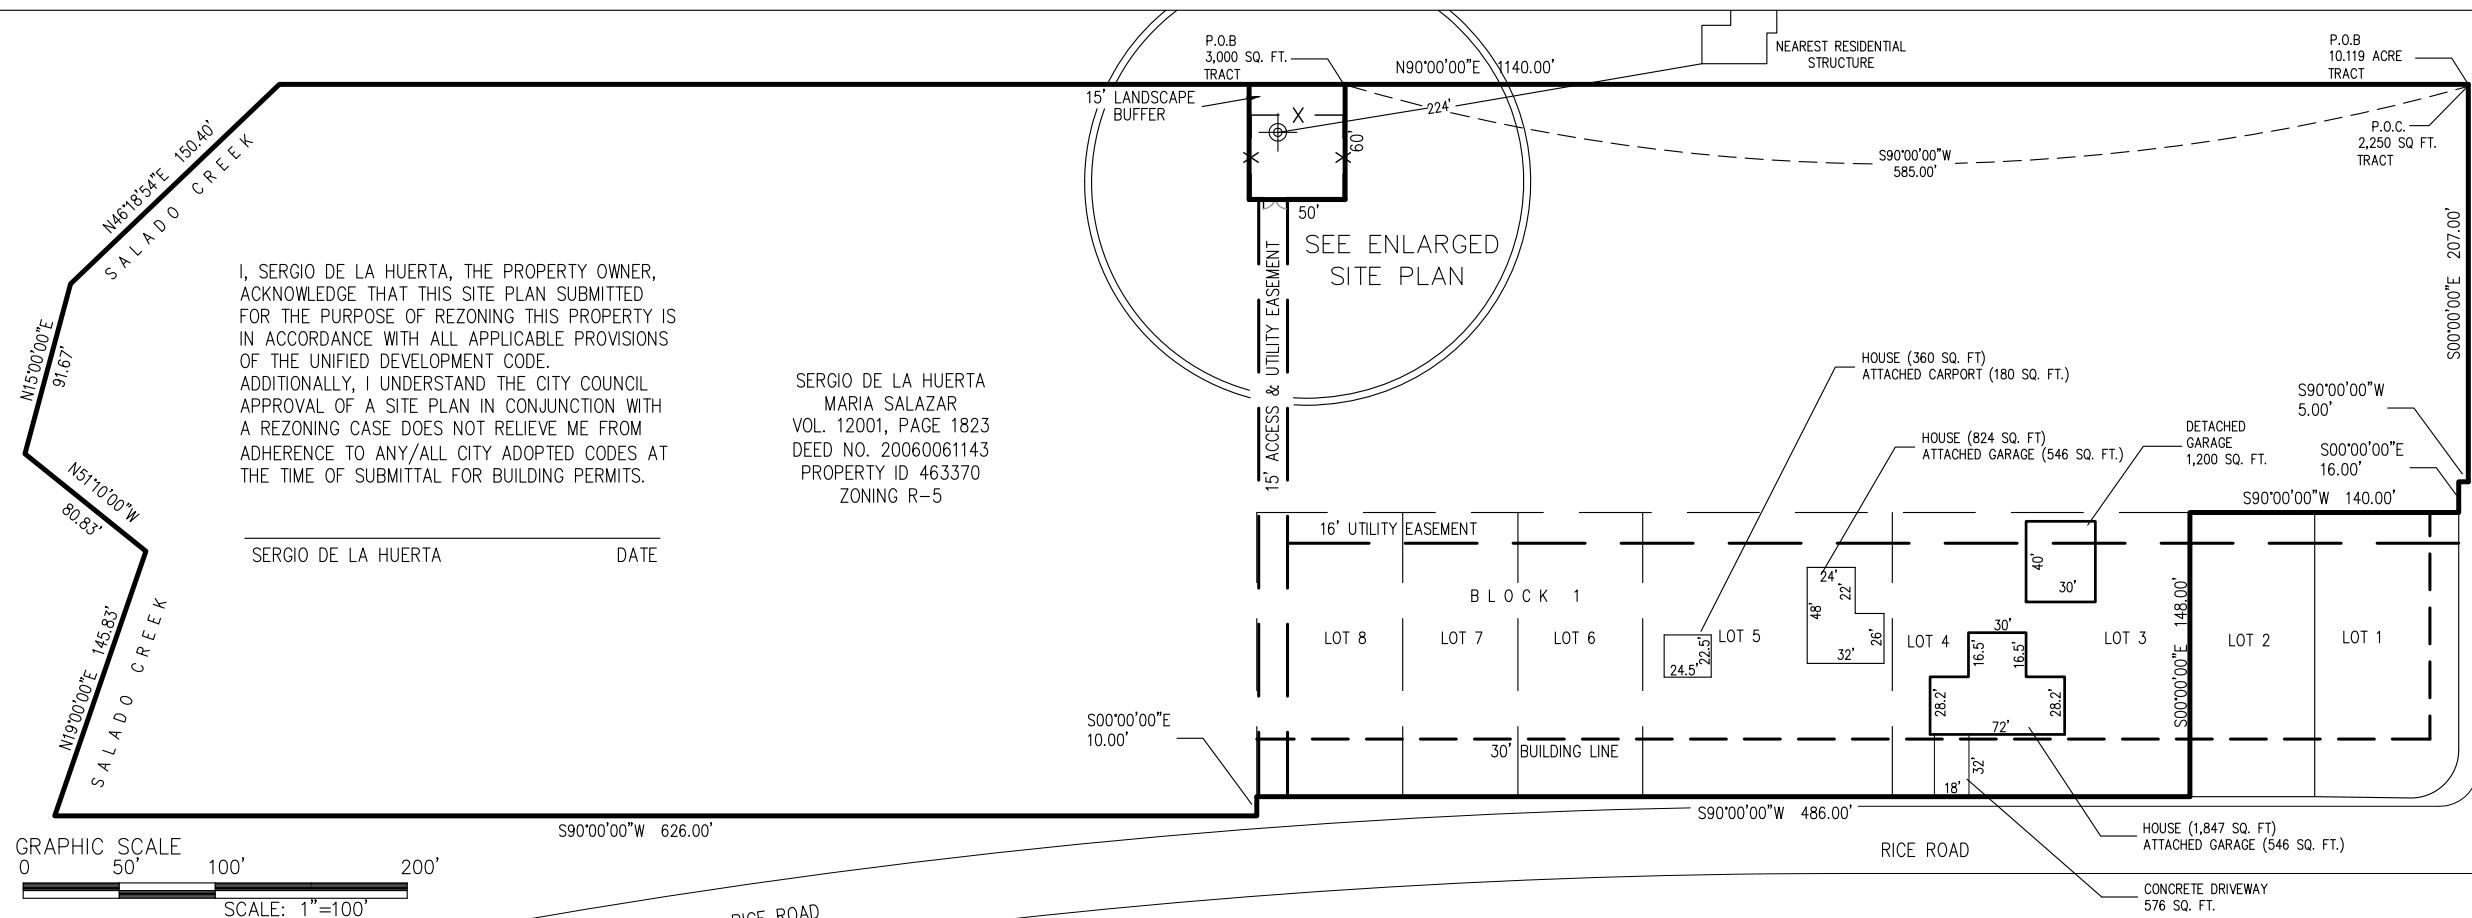 P.O.B
3,000 SQ. FT.
TRACT
N90°00'00"E 1140.00'
NEAREST RESIDENTIAL
STRUCTURE
P.O.B
10.119 ACRE
TRACT
15' LANDSCAPE
BUFFER
X
224'
60'
50'
P.O.C.
2,250 SQ FT.
TRACT
S90°00'00"W
585.00'
N46°18'54"E 150.40'
SALADO CREEK
SEE ENLARGED
SITE PLAN
S00°00'00"E 207.00'
I, SERGIO DE LA HUERTA, THE PROPERTY OWNER,
ACKNOWLEDGE THAT THIS SITE PLAN SUBMITTED
FOR THE PURPOSE OF REZONING THIS PROPERTY IS
IN ACCORDANCE WITH ALL APPLICABLE PROVISIONS
OF THE UNIFIED DEVELOPMENT CODE.
ADDITIONALLY, I UNDERSTAND THE CITY COUNCIL
APPROVAL OF A SITE PLAN IN CONJUNCTION WITH
A REZONING CASE DOES NOT RELIEVE ME FROM
ADHERENCE TO ANY/ALL CITY ADOPTED CODES AT
THE TIME OF SUBMITTAL FOR BUILDING PERMITS.
SERGIO DE LA HUERTA DATE
N15°00'00"E
91.67'
SERGIO DE LA HUERTA
MARIA SALAZAR
VOL. 12001, PAGE 1823
DEED NO. 20060061143
PROPERTY ID 463370
ZONING R-5
15' ACCESS & UTILITY EASEMENT
HOUSE (360 SQ. FT)
ATTACHED CARPORT (180 SQ. FT.)
HOUSE (824 SQ. FT)
ATTACHED GARAGE (546 SQ. FT.)
DETACHED
GARAGE
1,200 SQ. FT.
S90°00'00"W
5.00'
S00°00'00"E
16.00'
S90°00'00"W 140.00'
N51°10'00"W
80.83'
16' UTILITY EASEMENT
BLOCK 1
24'
22'
48'
26'
32'
40'
30'
S00°00'00"E 148.00'
LOT 8
LOT 7
LOT 6
LOT 5
LOT 4
LOT 3
LOT 2
LOT 1
24.5'
22.5'
30'
16.5'
16.5'
28.2'
28.2'
72'
N19°00'00"E 145.83'
SALADO CREEK
S00°00'00"E
10.00'
30' BUILDING LINE
32'
18'
S90°00'00"W 626.00'
S90°00'00"W 486.00'
HOUSE (1,847 SQ. FT)
ATTACHED GARAGE (546 SQ. FT.)
RICE ROAD
CONCRETE DRIVEWAY
576 SQ. FT.
GRAPHIC SCALE
0 50' 100' 200'
SCALE: 1"=100'
RICE ROAD